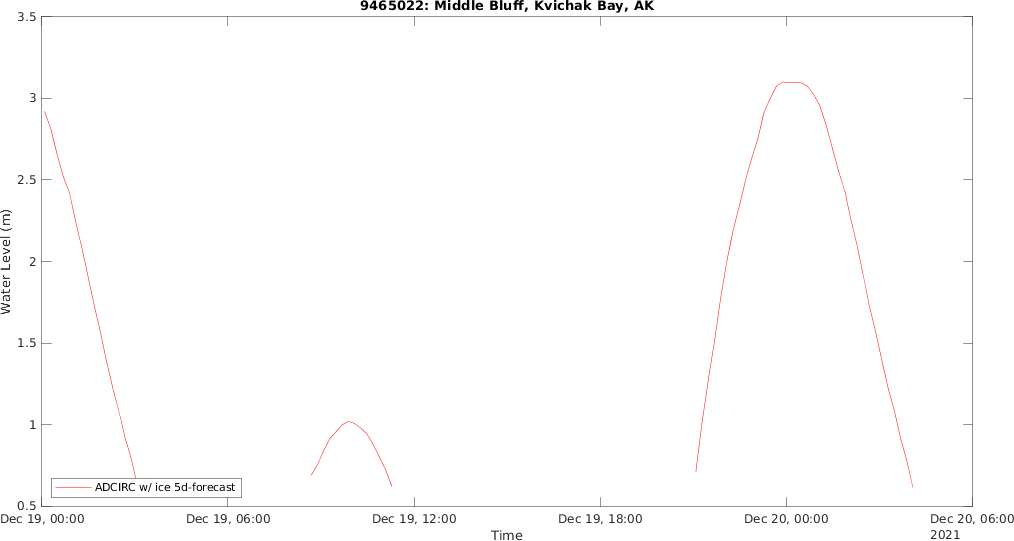 9465022: Middle Bluff, Kvichak Bay, AK
3.5
3
2.5
2
1.5
1
0.5
Water Level (m)
ADCIRC w/ ice 5d-forecast
Dec 19, 00:00 Dec 19, 06:00 Dec 19, 12:00 Dec 19, 18:00 Dec 20, 00:00 Dec 20, 06:00
2021
Time